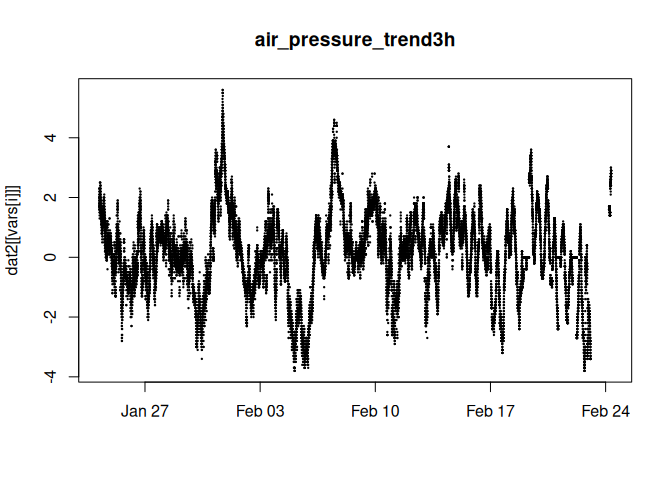 air_pressure_trend3h
dat2[[vars[i]]]
4
2
0
-2
-4
Jan 27
Feb 03
Feb 10
Feb 17
Feb 24